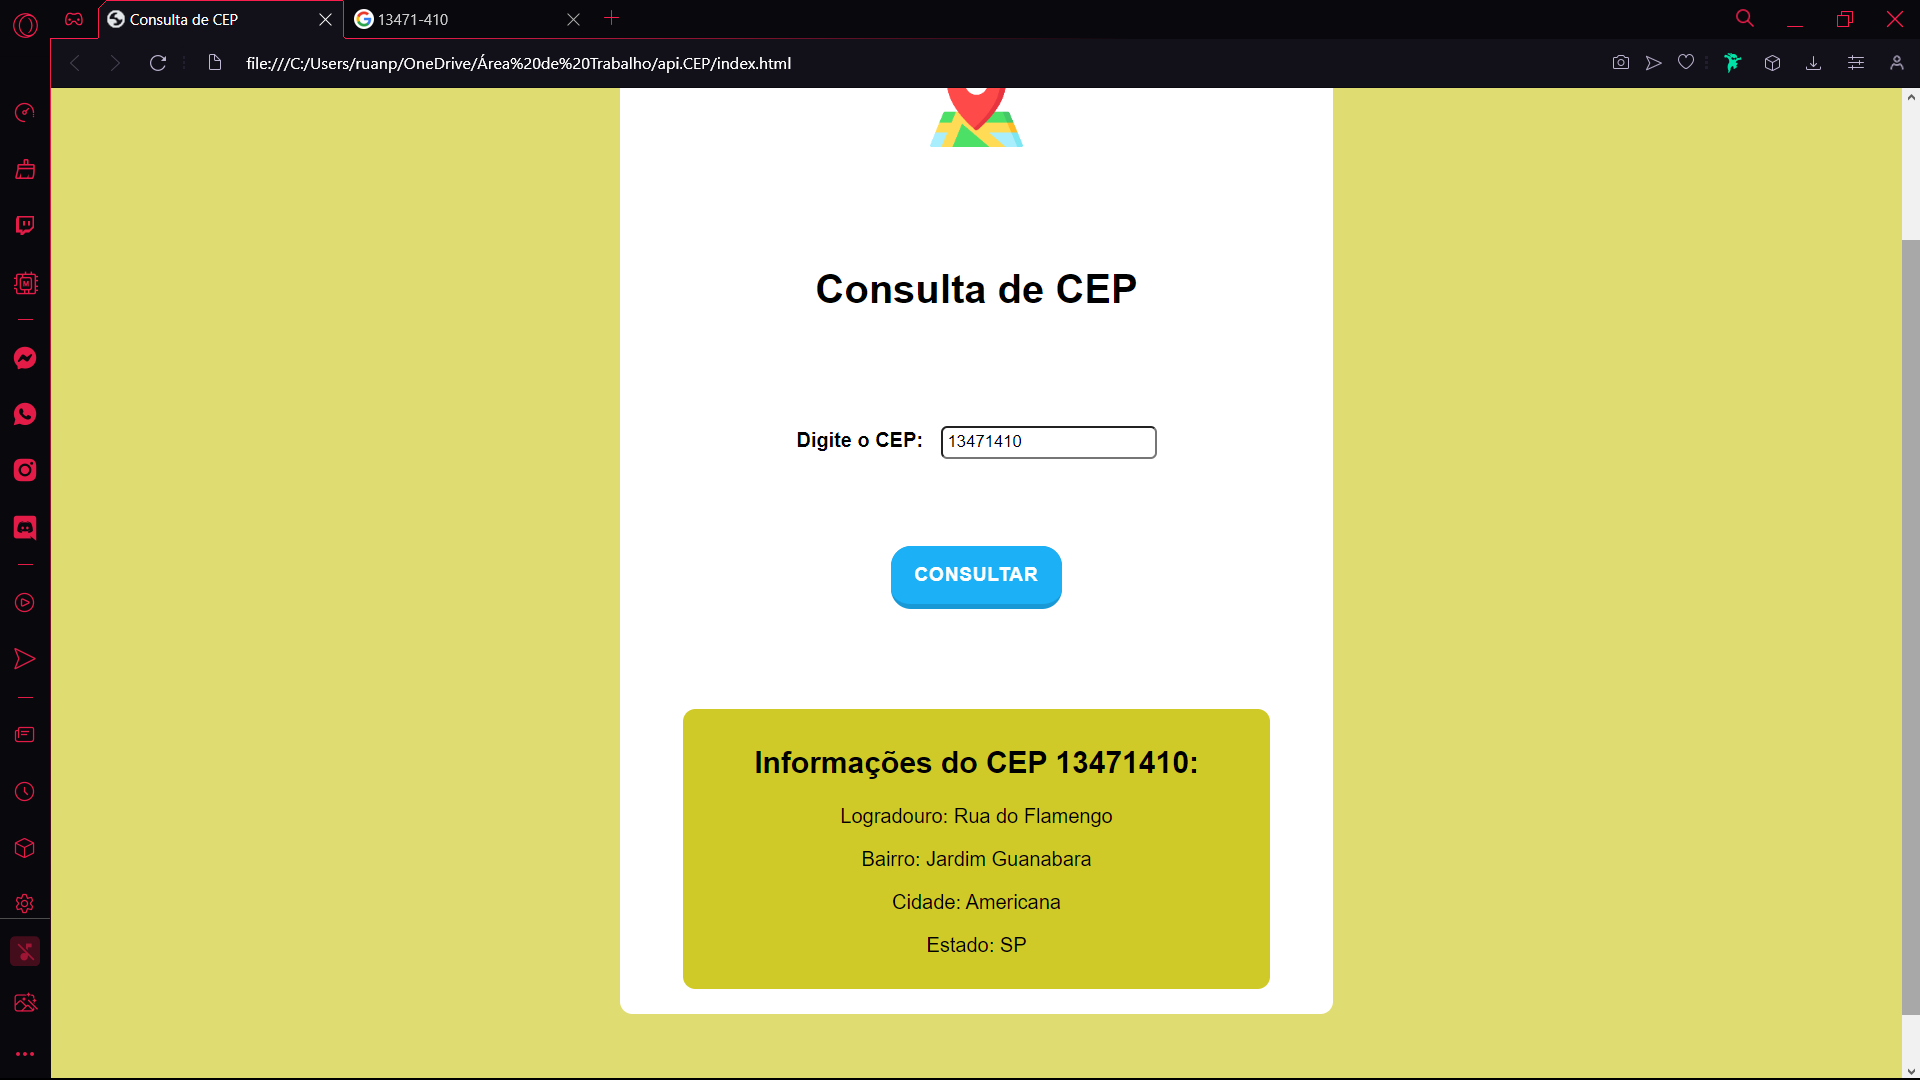 Consulta de CEP
13471-410
file:///C:/Users/ruanp/OneDrive/Área%20de%20Trabalho/api.CEP/index.html
Consulta de CEP
Digite o CEP: 13471410
CONSULTAR
Informações do CEP 13471410:
Logradouro: Rua do Flamengo
Bairro: Jardim Guanabara
Cidade: Americana
Estado: SP